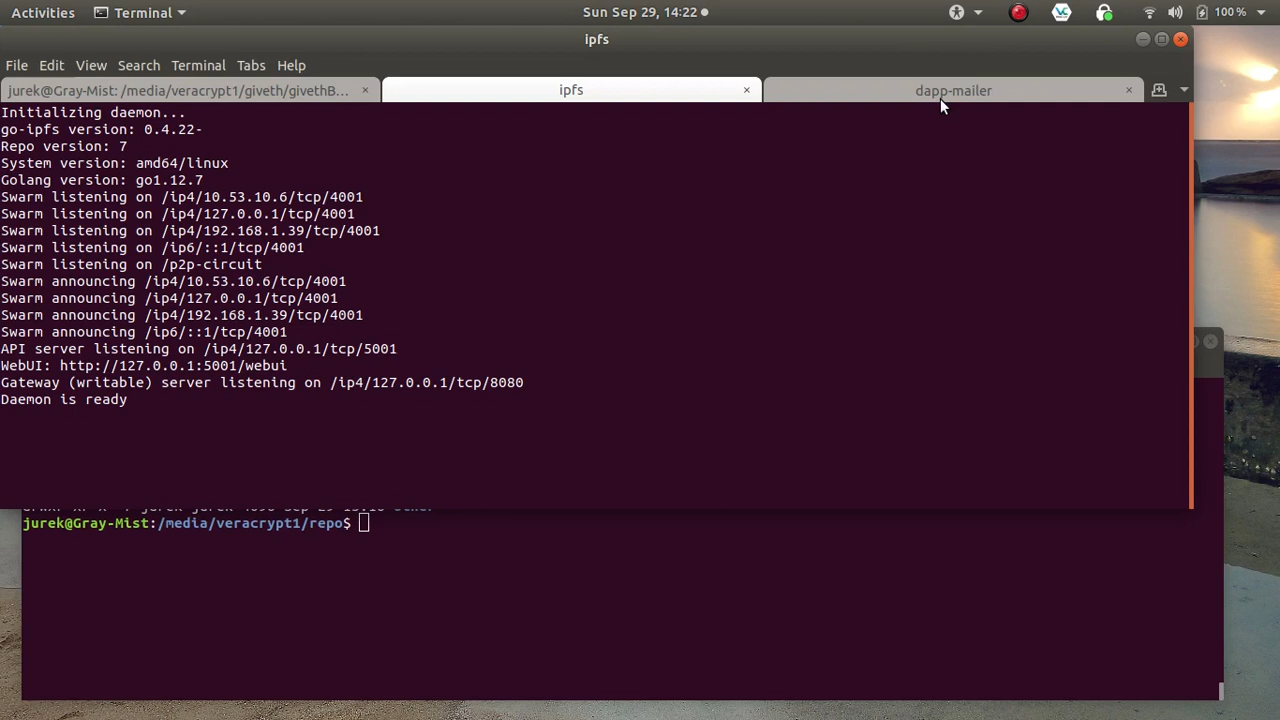 Activities Terminal Sun Sep 29, 14:22 100 %
ipfs
File Edit View Search Terminal Tabs Help
jurek@Gray-Mist: /media/veracrypt1/giveth/givethB... × ipfs × dapp-mailer ×
Initializing daemon...
go-ipfs version: 0.4.22-
Repo version: 7
System version: amd64/linux
Golang version: go1.12.7
Swarm listening on /ip4/10.53.10.6/tcp/4001
Swarm listening on /ip4/127.0.0.1/tcp/4001
Swarm listening on /ip4/192.168.1.39/tcp/4001
Swarm listening on /ip6/::1/tcp/4001
Swarm listening on /p2p-circuit
Swarm announcing /ip4/10.53.10.6/tcp/4001
Swarm announcing /ip4/127.0.0.1/tcp/4001
Swarm announcing /ip4/192.168.1.39/tcp/4001
Swarm announcing /ip6/::1/tcp/4001
API server listening on /ip4/127.0.0.1/tcp/5001
WebUI: http://127.0.0.1:5001/webui
Gateway (writable) server listening on /ip4/127.0.0.1/tcp/8080
Daemon is ready
jurek@Gray-Mist:/media/veracrypt1/repo$